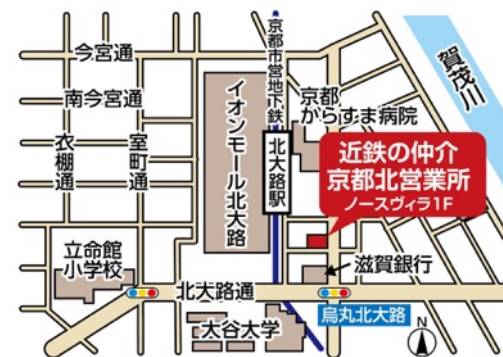 今宮通
南今宮通
衣棚通
室町通
イオンモール北大路
京都市営地下鉄
北大路駅
京都
からすま病院
賀茂川
近鉄の仲介
京都北営業所
ノースヴィラ1F
立命館
小学校
北大路通
滋賀銀行
大谷大学
烏丸北大路
N